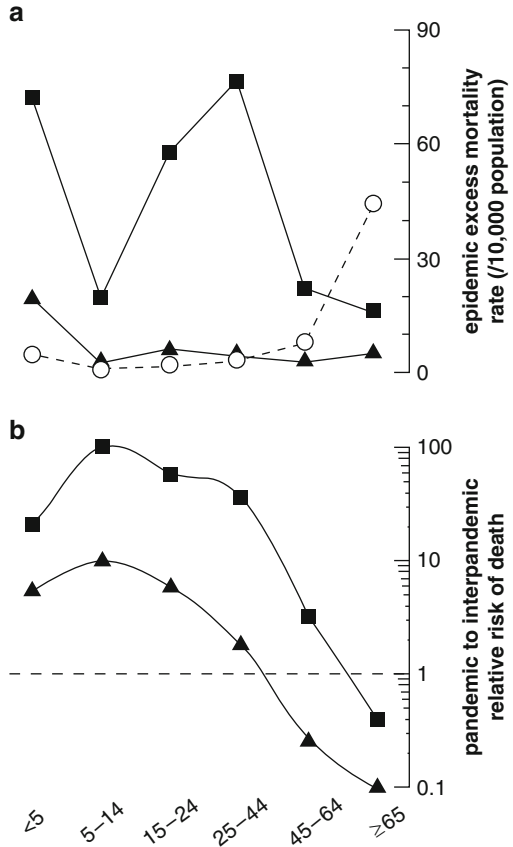 a
90
60
30
0
epidemic excess mortality
rate (/10,000 population)
b
100
10
1
0.1
pandemic to interpandemic
relative risk of death
<5
5–14
15–24
25–44
45–64
≥65